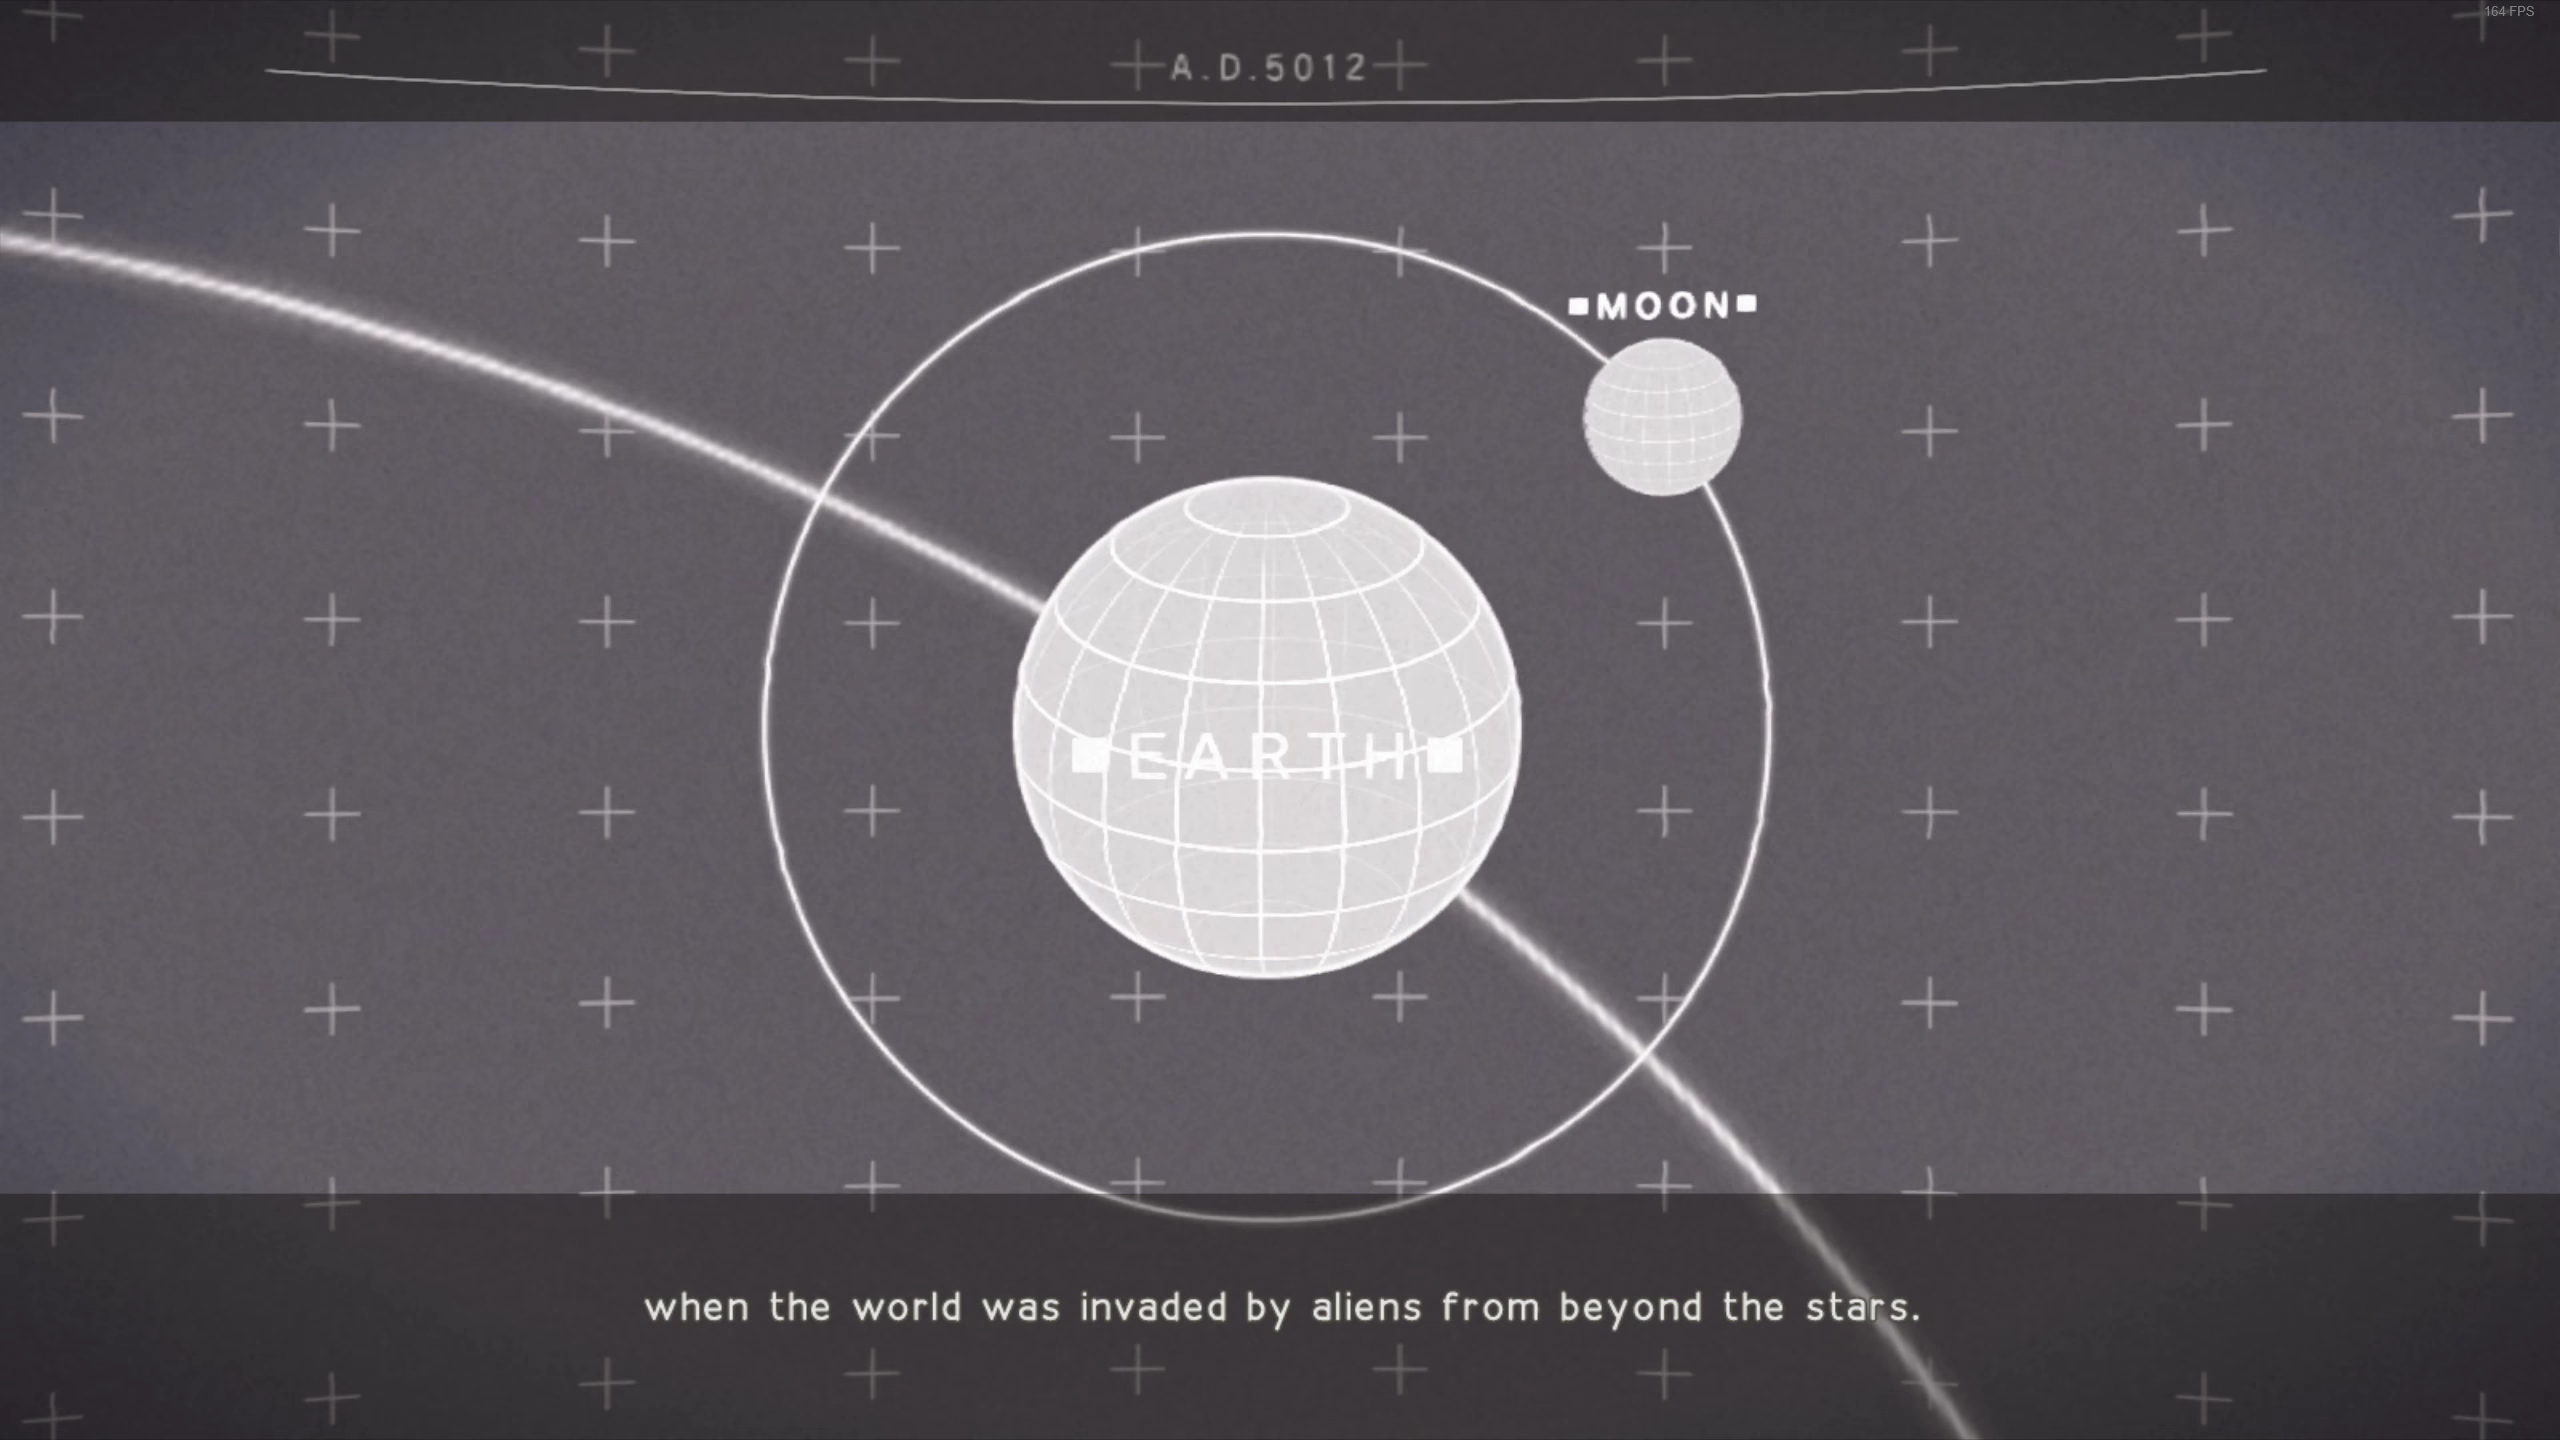 164 FPS
A.D.5012
MOON
EARTH
when the world was invaded by aliens from beyond the stars.